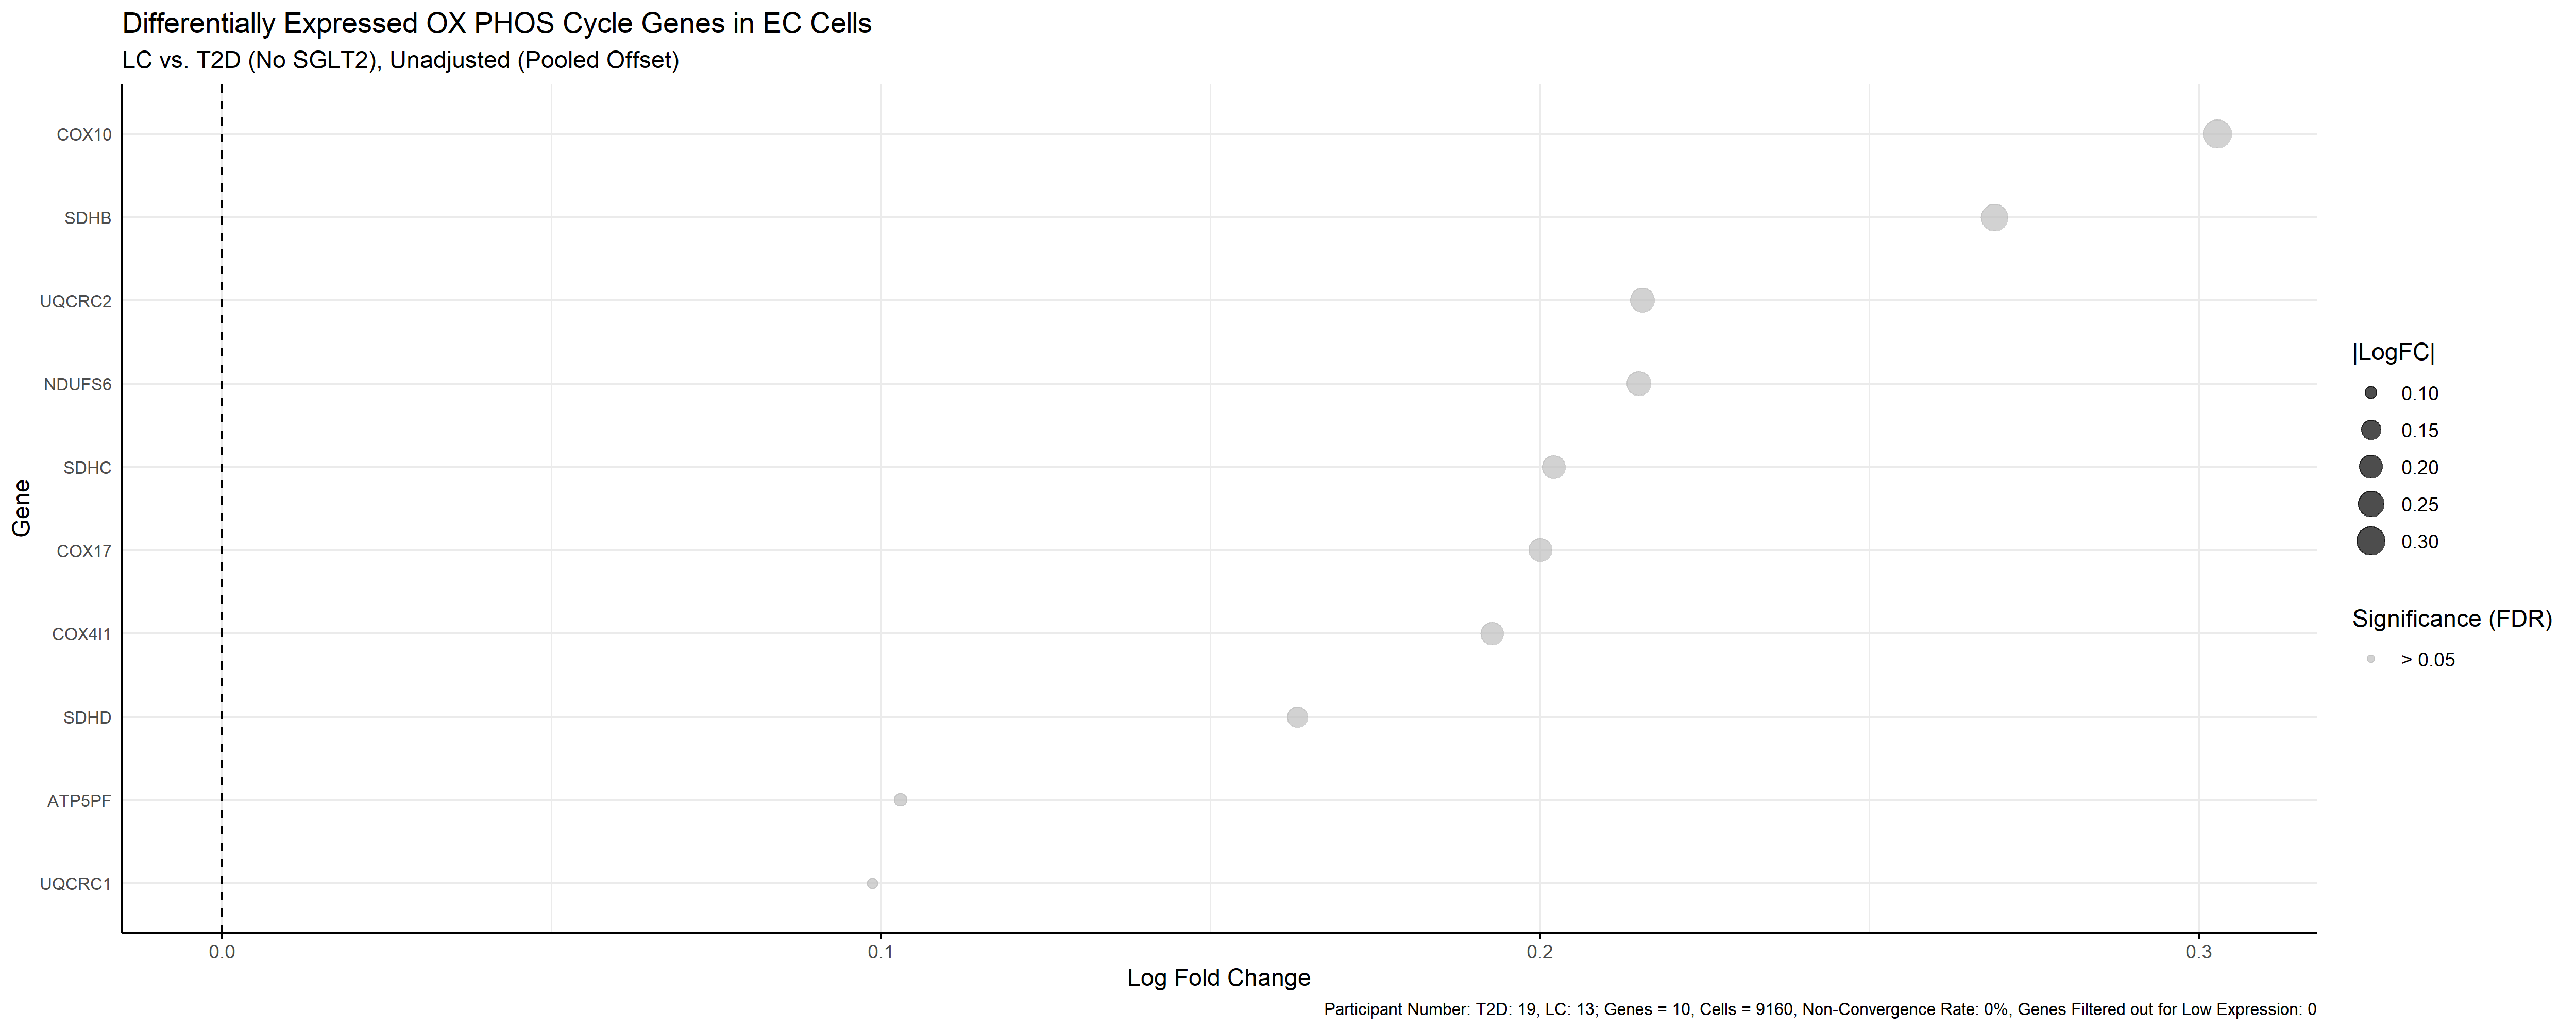 Differentially Expressed OX PHOS Cycle Genes in EC Cells
LC vs. T2D (No SGLT2), Unadjusted (Pooled Offset)
Gene
COX10
SDHB
UQCRC2
NDUFS6
SDHC
COX17
COX4I1
SDHD
ATP5PF
UQCRC1
0.0
0.1
0.2
0.3
Log Fold Change
|LogFC|
0.10
0.15
0.20
0.25
0.30
Significance (FDR)
> 0.05
Participant Number: T2D: 19, LC: 13; Genes = 10, Cells = 9160, Non-Convergence Rate: 0%, Genes Filtered out for Low Expression: 0